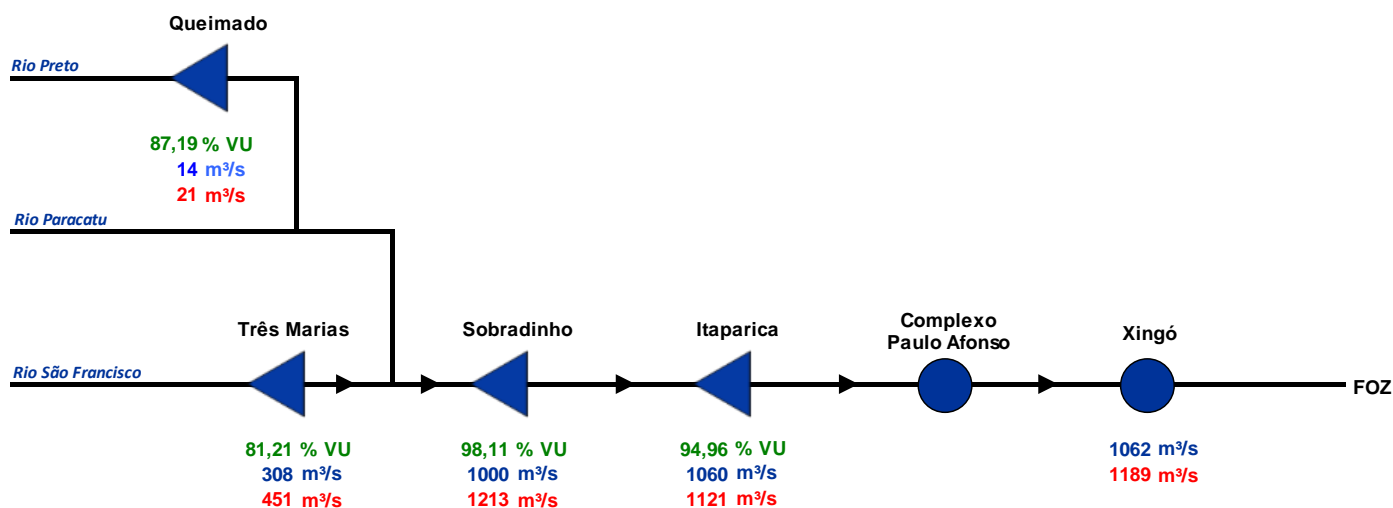 Queimado
Rio Preto
87,19 % VU
14 m³/s
21 m³/s
Rio Paracatu
Três Marias
Sobradinho
Itaparica
Complexo
Paulo Afonso
Xingó
Rio São Francisco
FOZ
81,21 % VU
308 m³/s
451 m³/s
98,11 % VU
1000 m³/s
1213 m³/s
94,96 % VU
1060 m³/s
1121 m³/s
1062 m³/s
1189 m³/s